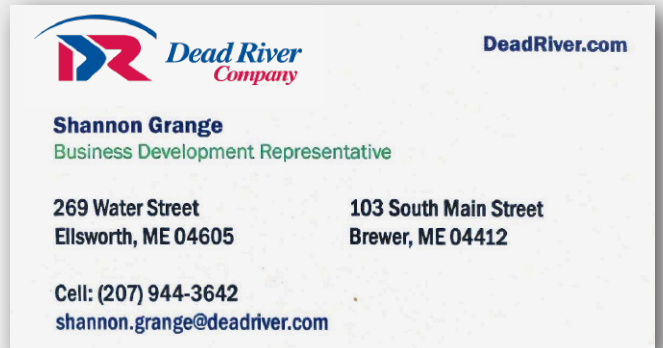 DR
Dead River
Company
DeadRiver.com
Shannon Grange
Business Development Representative
269 Water Street
Ellsworth, ME 04605
103 South Main Street
Brewer, ME 04412
Cell: (207) 944-3642
shannon.grange@deadriver.com